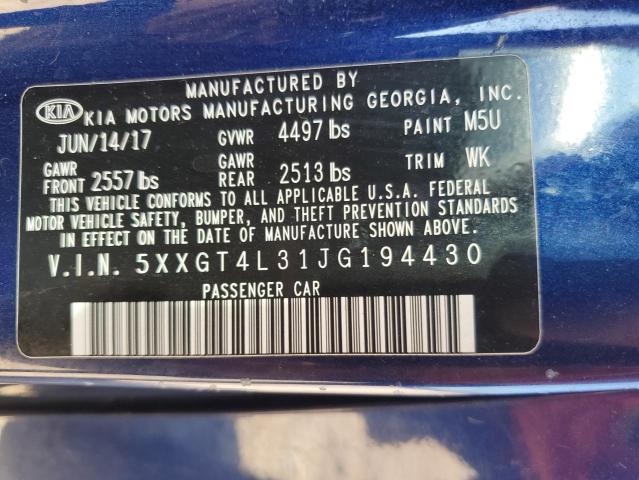 MANUFACTURED BY
KIA KIA MOTORS MANUFACTURING GEORGIA, INC.
JUN/14/17 GVWR 4497 lbs PAINT M5U
GAWR FRONT 2557 lbs GAWR REAR 2513 lbs TRIM WK
THIS VEHICLE CONFORMS TO ALL APPLICABLE U.S.A. FEDERAL
MOTOR VEHICLE SAFETY, BUMPER, AND THEFT PREVENTION STANDARDS
IN EFFECT ON THE DATE OF MANUFACTURE SHOWN ABOVE.
V.I.N. 5XXGT4L31JG194430
PASSENGER CAR